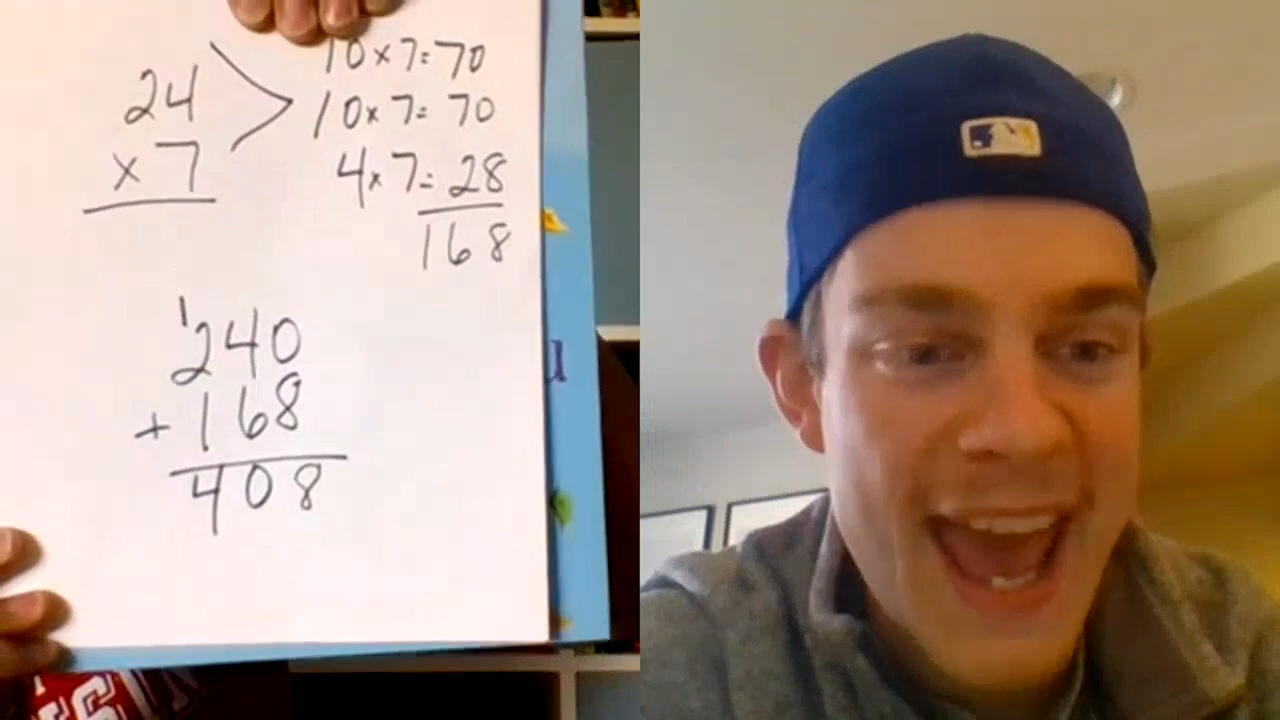 24
× 7
10 × 7 = 70
10 × 7 = 70
4 × 7 = 28
168
1
240
+ 168
408
u